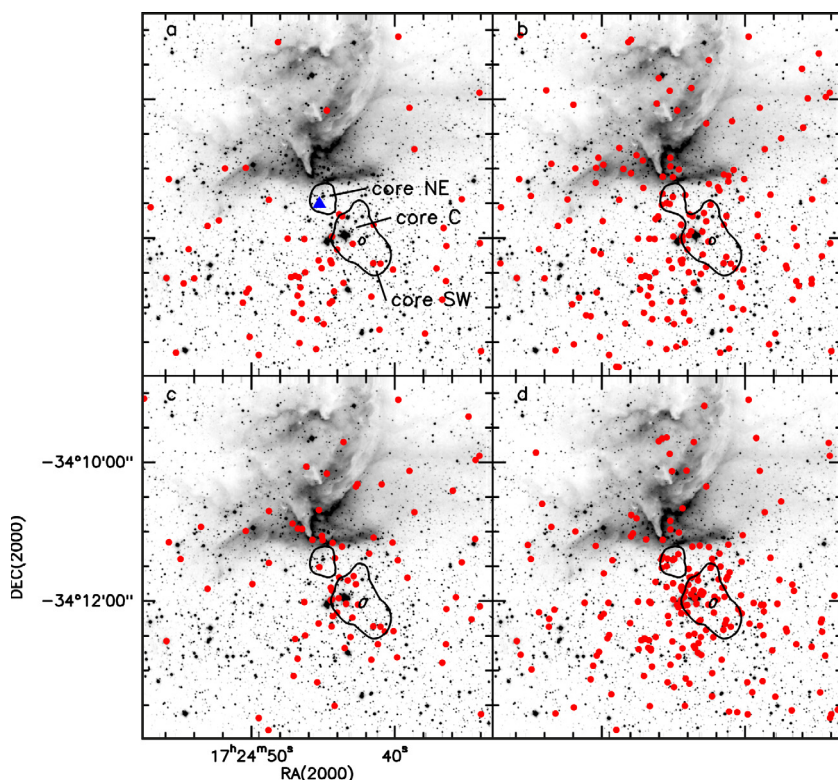 a
b
core NE
core C
core SW
c
d
−34°10'00"
−34°12'00"
DEC(2000)
17ʰ24ᵐ50ˢ
40ˢ
RA(2000)